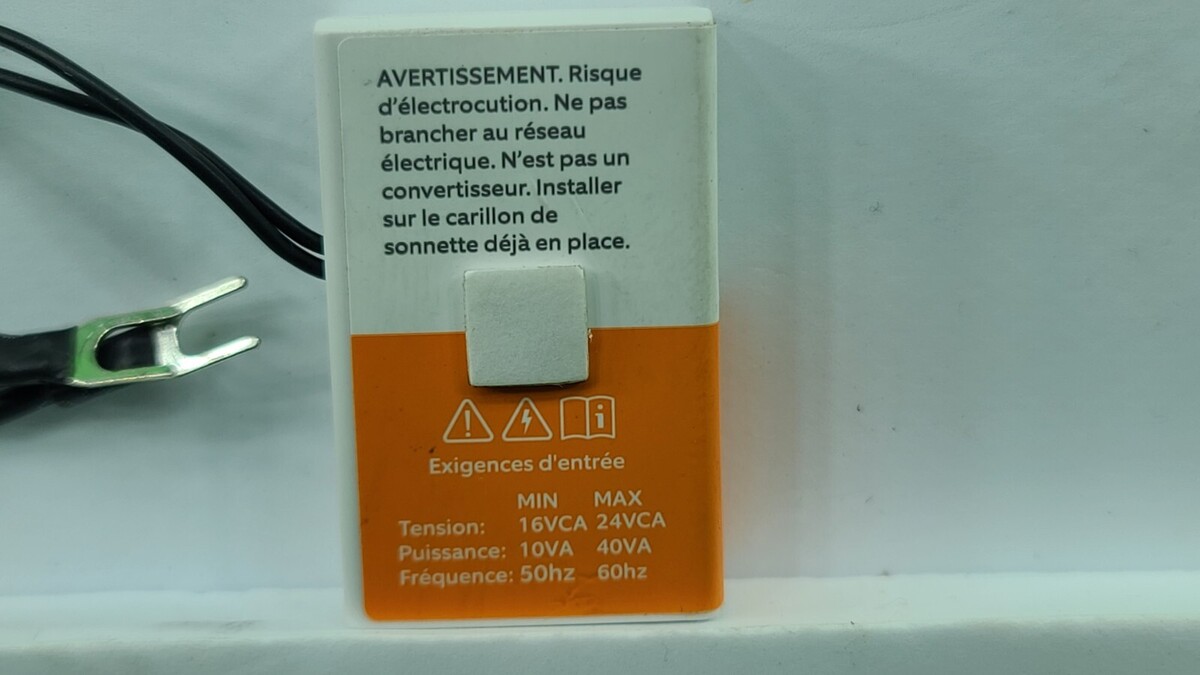 AVERTISSEMENT. Risque
d'électrocution. Ne pas
brancher au réseau
électrique. N'est pas un
convertisseur. Installer
sur le carillon de
sonnette déjà en place.
Exigences d'entrée
MIN MAX
Tension: 16VCA 24VCA
Puissance: 10VA 40VA
Fréquence: 50hz 60hz